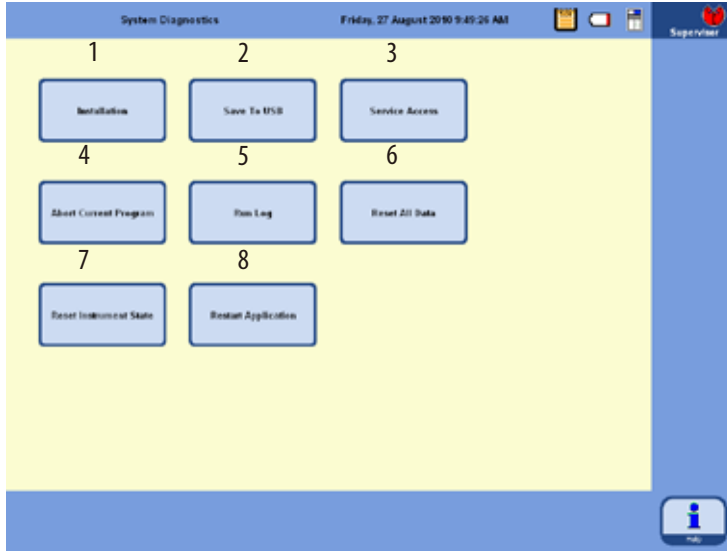 System Diagnostics
Friday, 27 August 2010 9:49:26 AM
Supervisor
1 2 3
Installation
Save To USB
Service Access
4 5 6
Abort Current Program
Run Log
Reset All Data
7 8
Reset Instrument State
Restart Application
Help